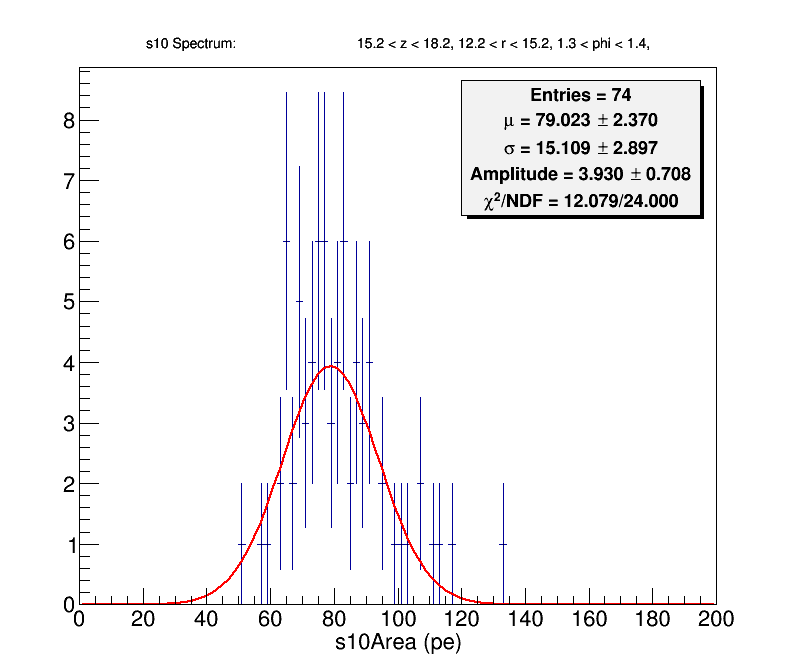 s10 Spectrum: 15.2 < z < 18.2, 12.2 < r < 15.2, 1.3 < phi < 1.4,
Entries = 74
μ = 79.023 ± 2.370
σ = 15.109 ± 2.897
Amplitude = 3.930 ± 0.708
χ²/NDF = 12.079/24.000
8
7
6
5
4
3
2
1
0
0 20 40 60 80 100 120 140 160 180 200
s10Area (pe)